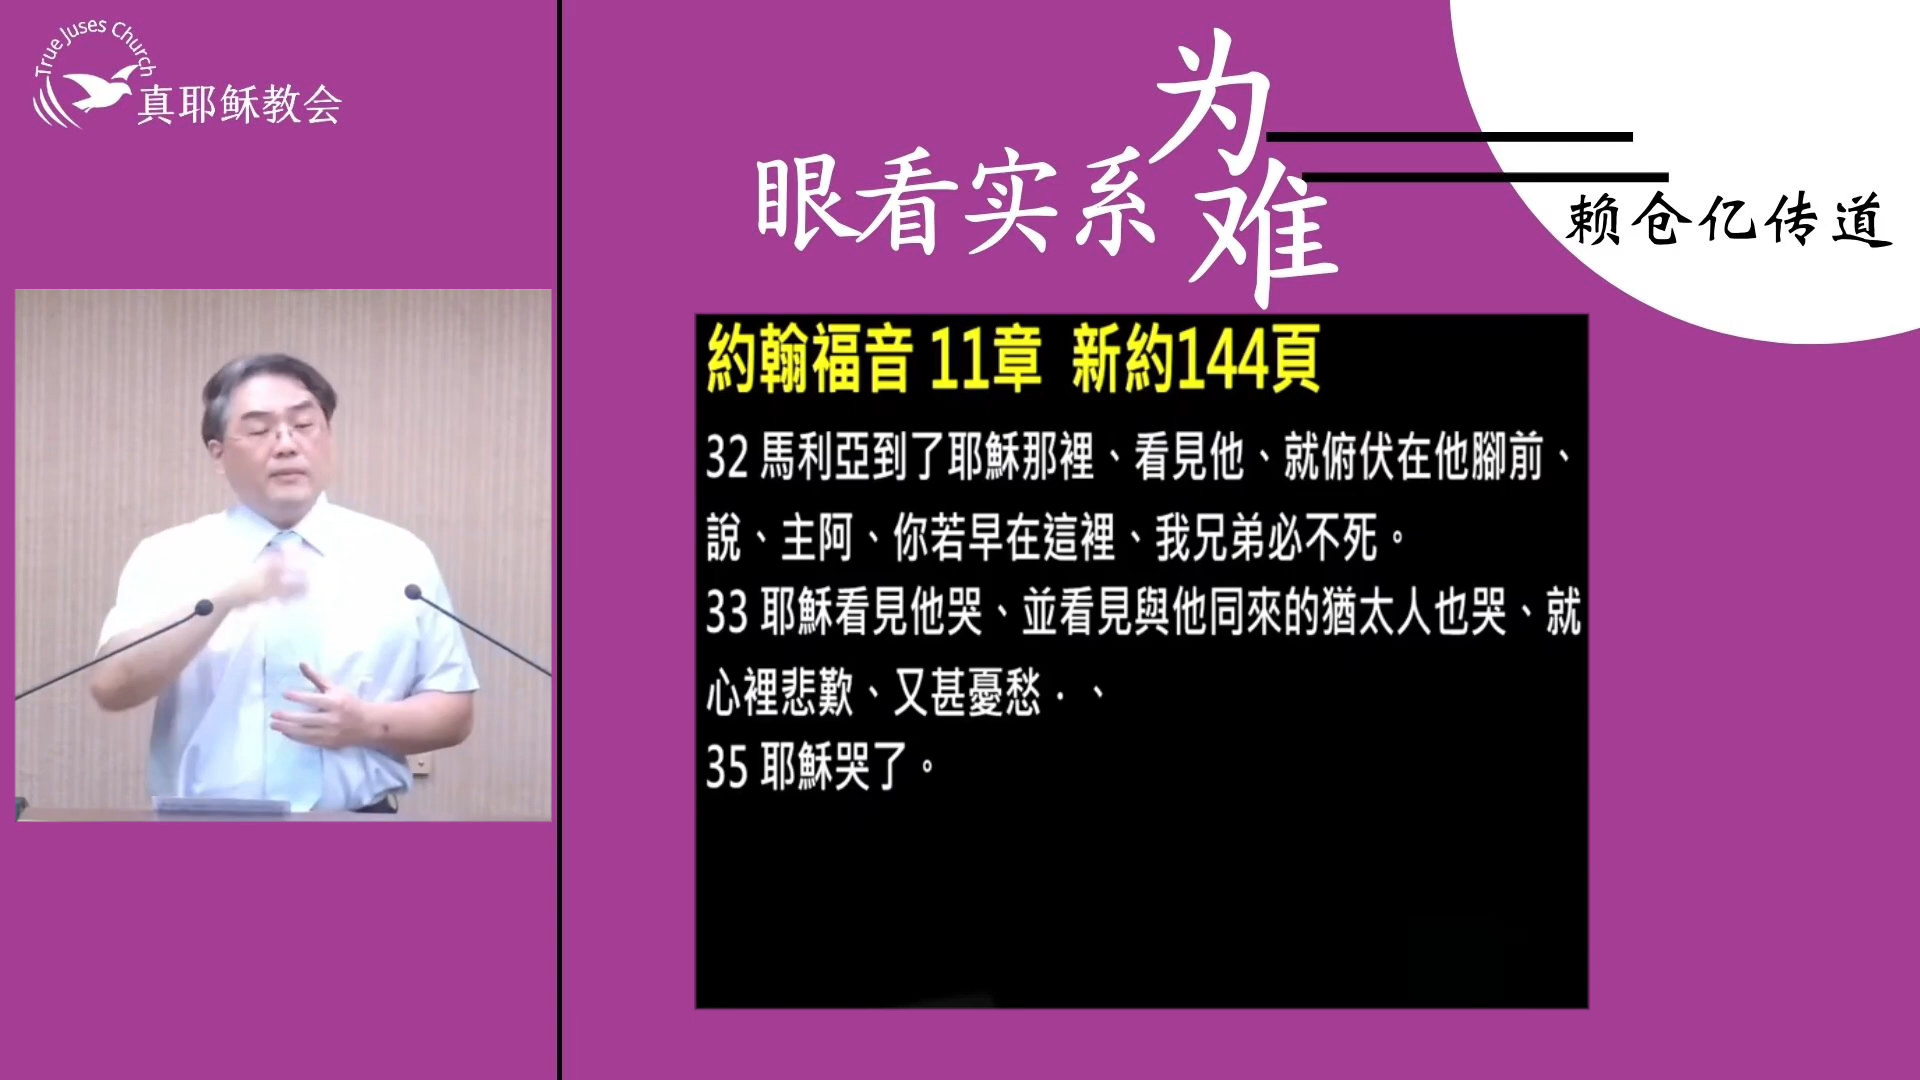 True Juses Church
真耶稣教会
眼看实系为难
赖仓亿传道
約翰福音 11章 新約144頁
32 馬利亞到了耶穌那裡、看見他、就俯伏在他腳前、
說、主阿、你若早在這裡、我兄弟必不死。
33 耶穌看見他哭、並看見與他同來的猶太人也哭、就
心裡悲歎、又甚憂愁．、
35 耶穌哭了。